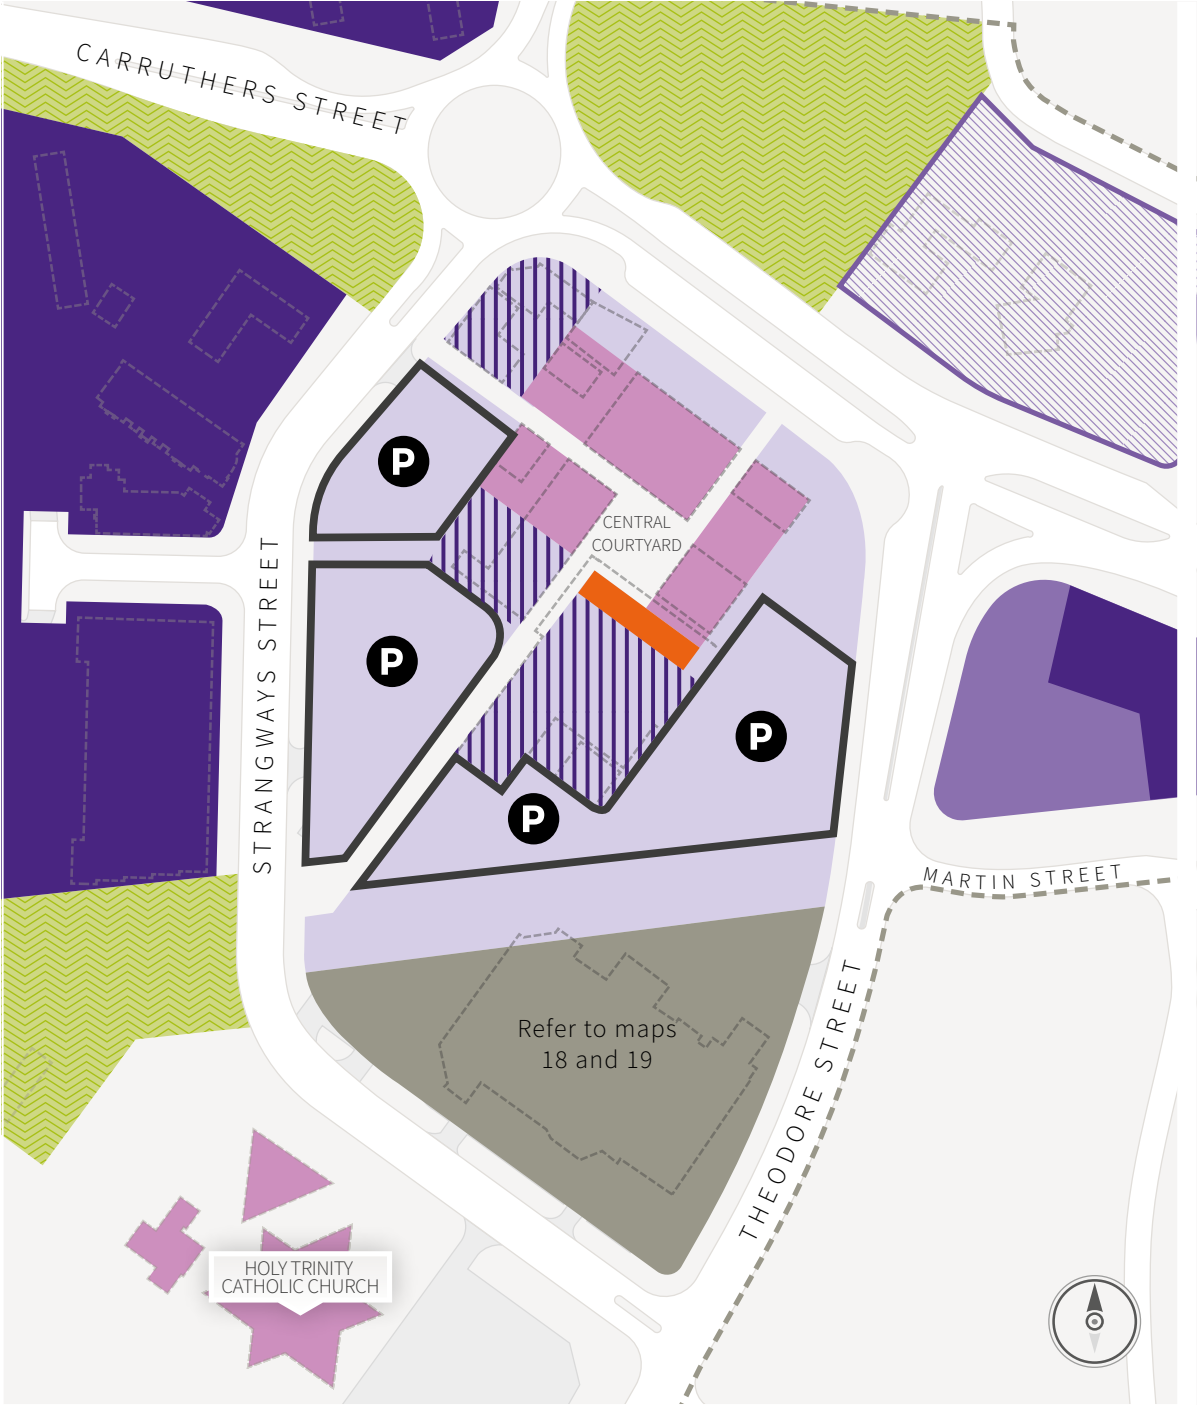 CARRUTHERS STREET
P
CENTRAL
COURTYARD
STRANGWAYS STREET
P
P
P
MARTIN STREET
Refer to maps
18 and 19
THEODORE STREET
HOLY TRINITY
CATHOLIC CHURCH